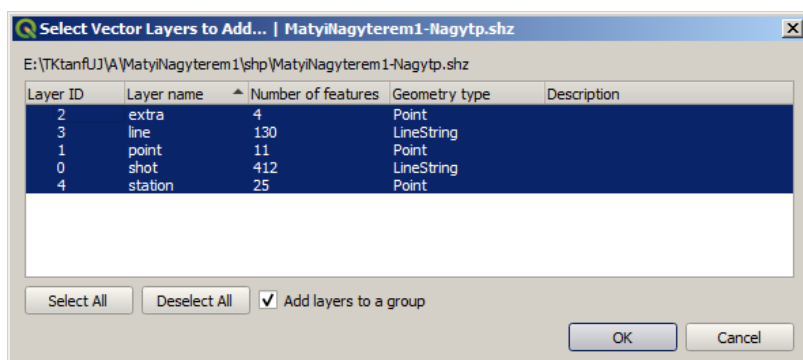 Select Vector Layers to Add... | MatyiNagyterem1-Nagytp.shz
E:\TKtanfUJ\A\MatyiNagyterem1\shp\MatyiNagyterem1-Nagytp.shz
Layer ID Layer name Number of features Geometry type Description
2 extra 4 Point
3 line 130 LineString
1 point 11 Point
0 shot 412 LineString
4 station 25 Point
Select All Deselect All Add layers to a group
OK Cancel